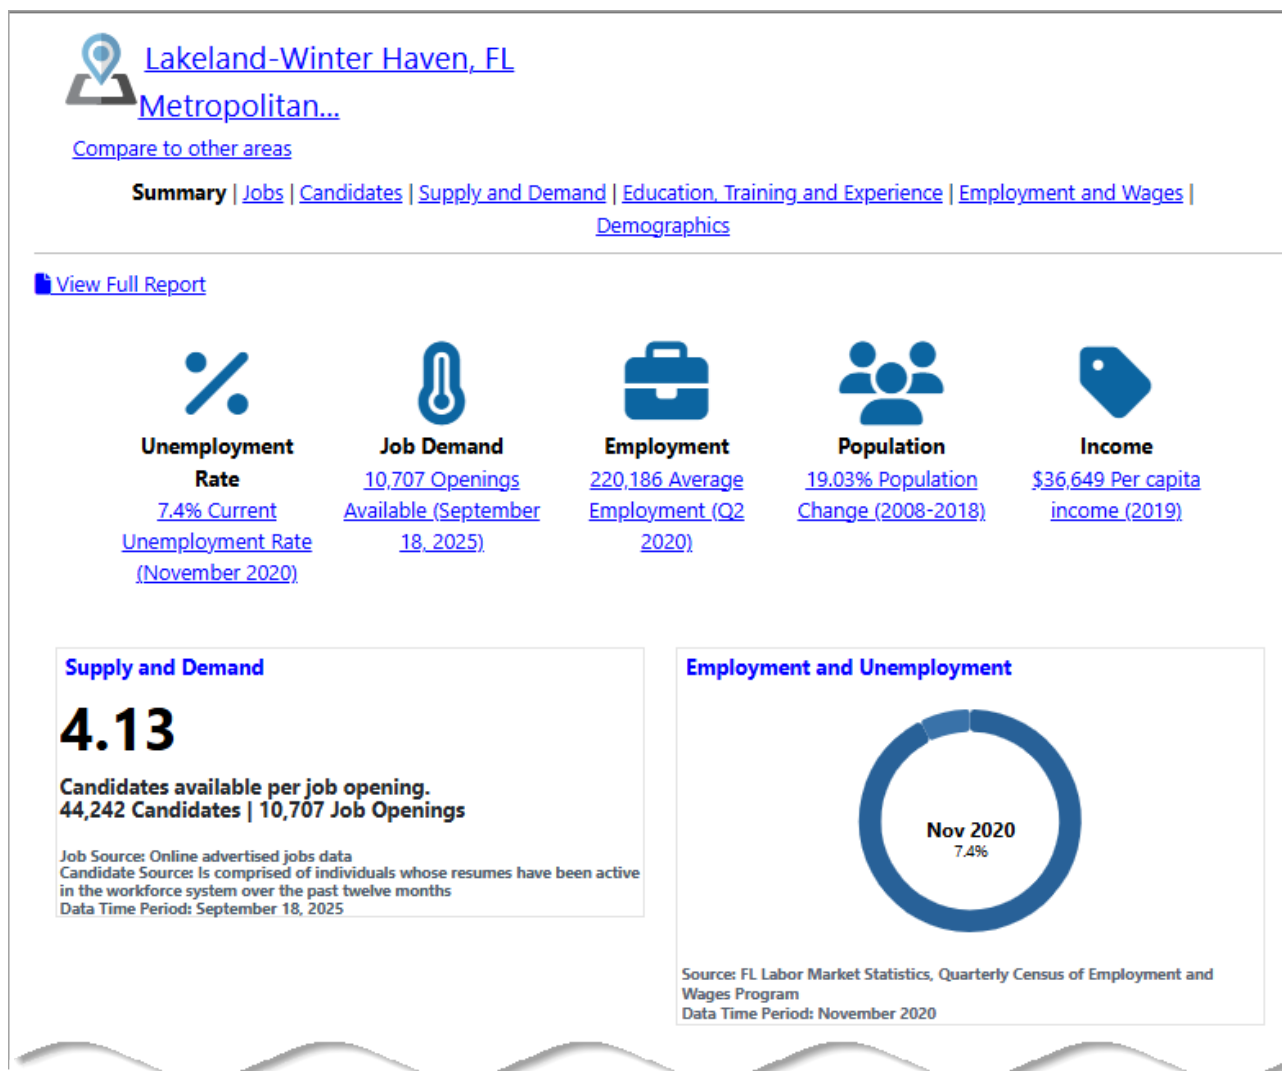 Lakeland-Winter Haven, FL
Metropolitan...
Compare to other areas
Summary | Jobs | Candidates | Supply and Demand | Education, Training and Experience | Employment and Wages |
Demographics
View Full Report
Unemployment
Rate
7.4% Current
Unemployment Rate
(November 2020)
Job Demand
10,707 Openings
Available (September
18, 2025)
Employment
220,186 Average
Employment (Q2
2020)
Population
19.03% Population
Change (2008-2018)
Income
$36,649 Per capita
income (2019)
Supply and Demand
4.13
Candidates available per job opening.
44,242 Candidates | 10,707 Job Openings
Job Source: Online advertised jobs data
Candidate Source: Is comprised of individuals whose resumes have been active
in the workforce system over the past twelve months
Data Time Period: September 18, 2025
Employment and Unemployment
Nov 2020
7.4%
Source: FL Labor Market Statistics, Quarterly Census of Employment and
Wages Program
Data Time Period: November 2020